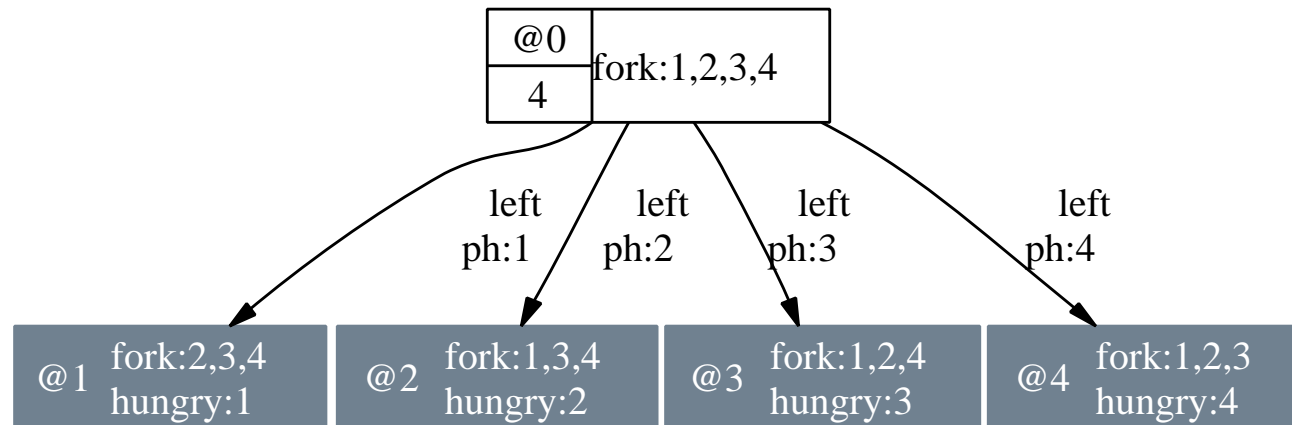 @0
4
fork:1,2,3,4
left
ph:1
left
ph:2
left
ph:3
left
ph:4
@1
fork:2,3,4
hungry:1
@2
fork:1,3,4
hungry:2
@3
fork:1,2,4
hungry:3
@4
fork:1,2,3
hungry:4